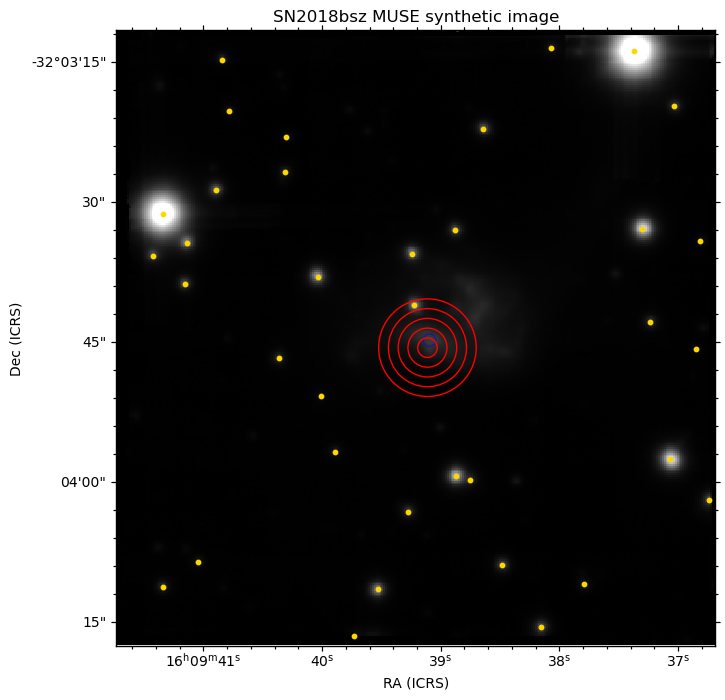 SN2018bsz MUSE synthetic image
-32°03'15"
30"
45"
04'00"
15"
Dec (ICRS)
16ʰ09ᵐ41ˢ
40ˢ
39ˢ
38ˢ
37ˢ
RA (ICRS)